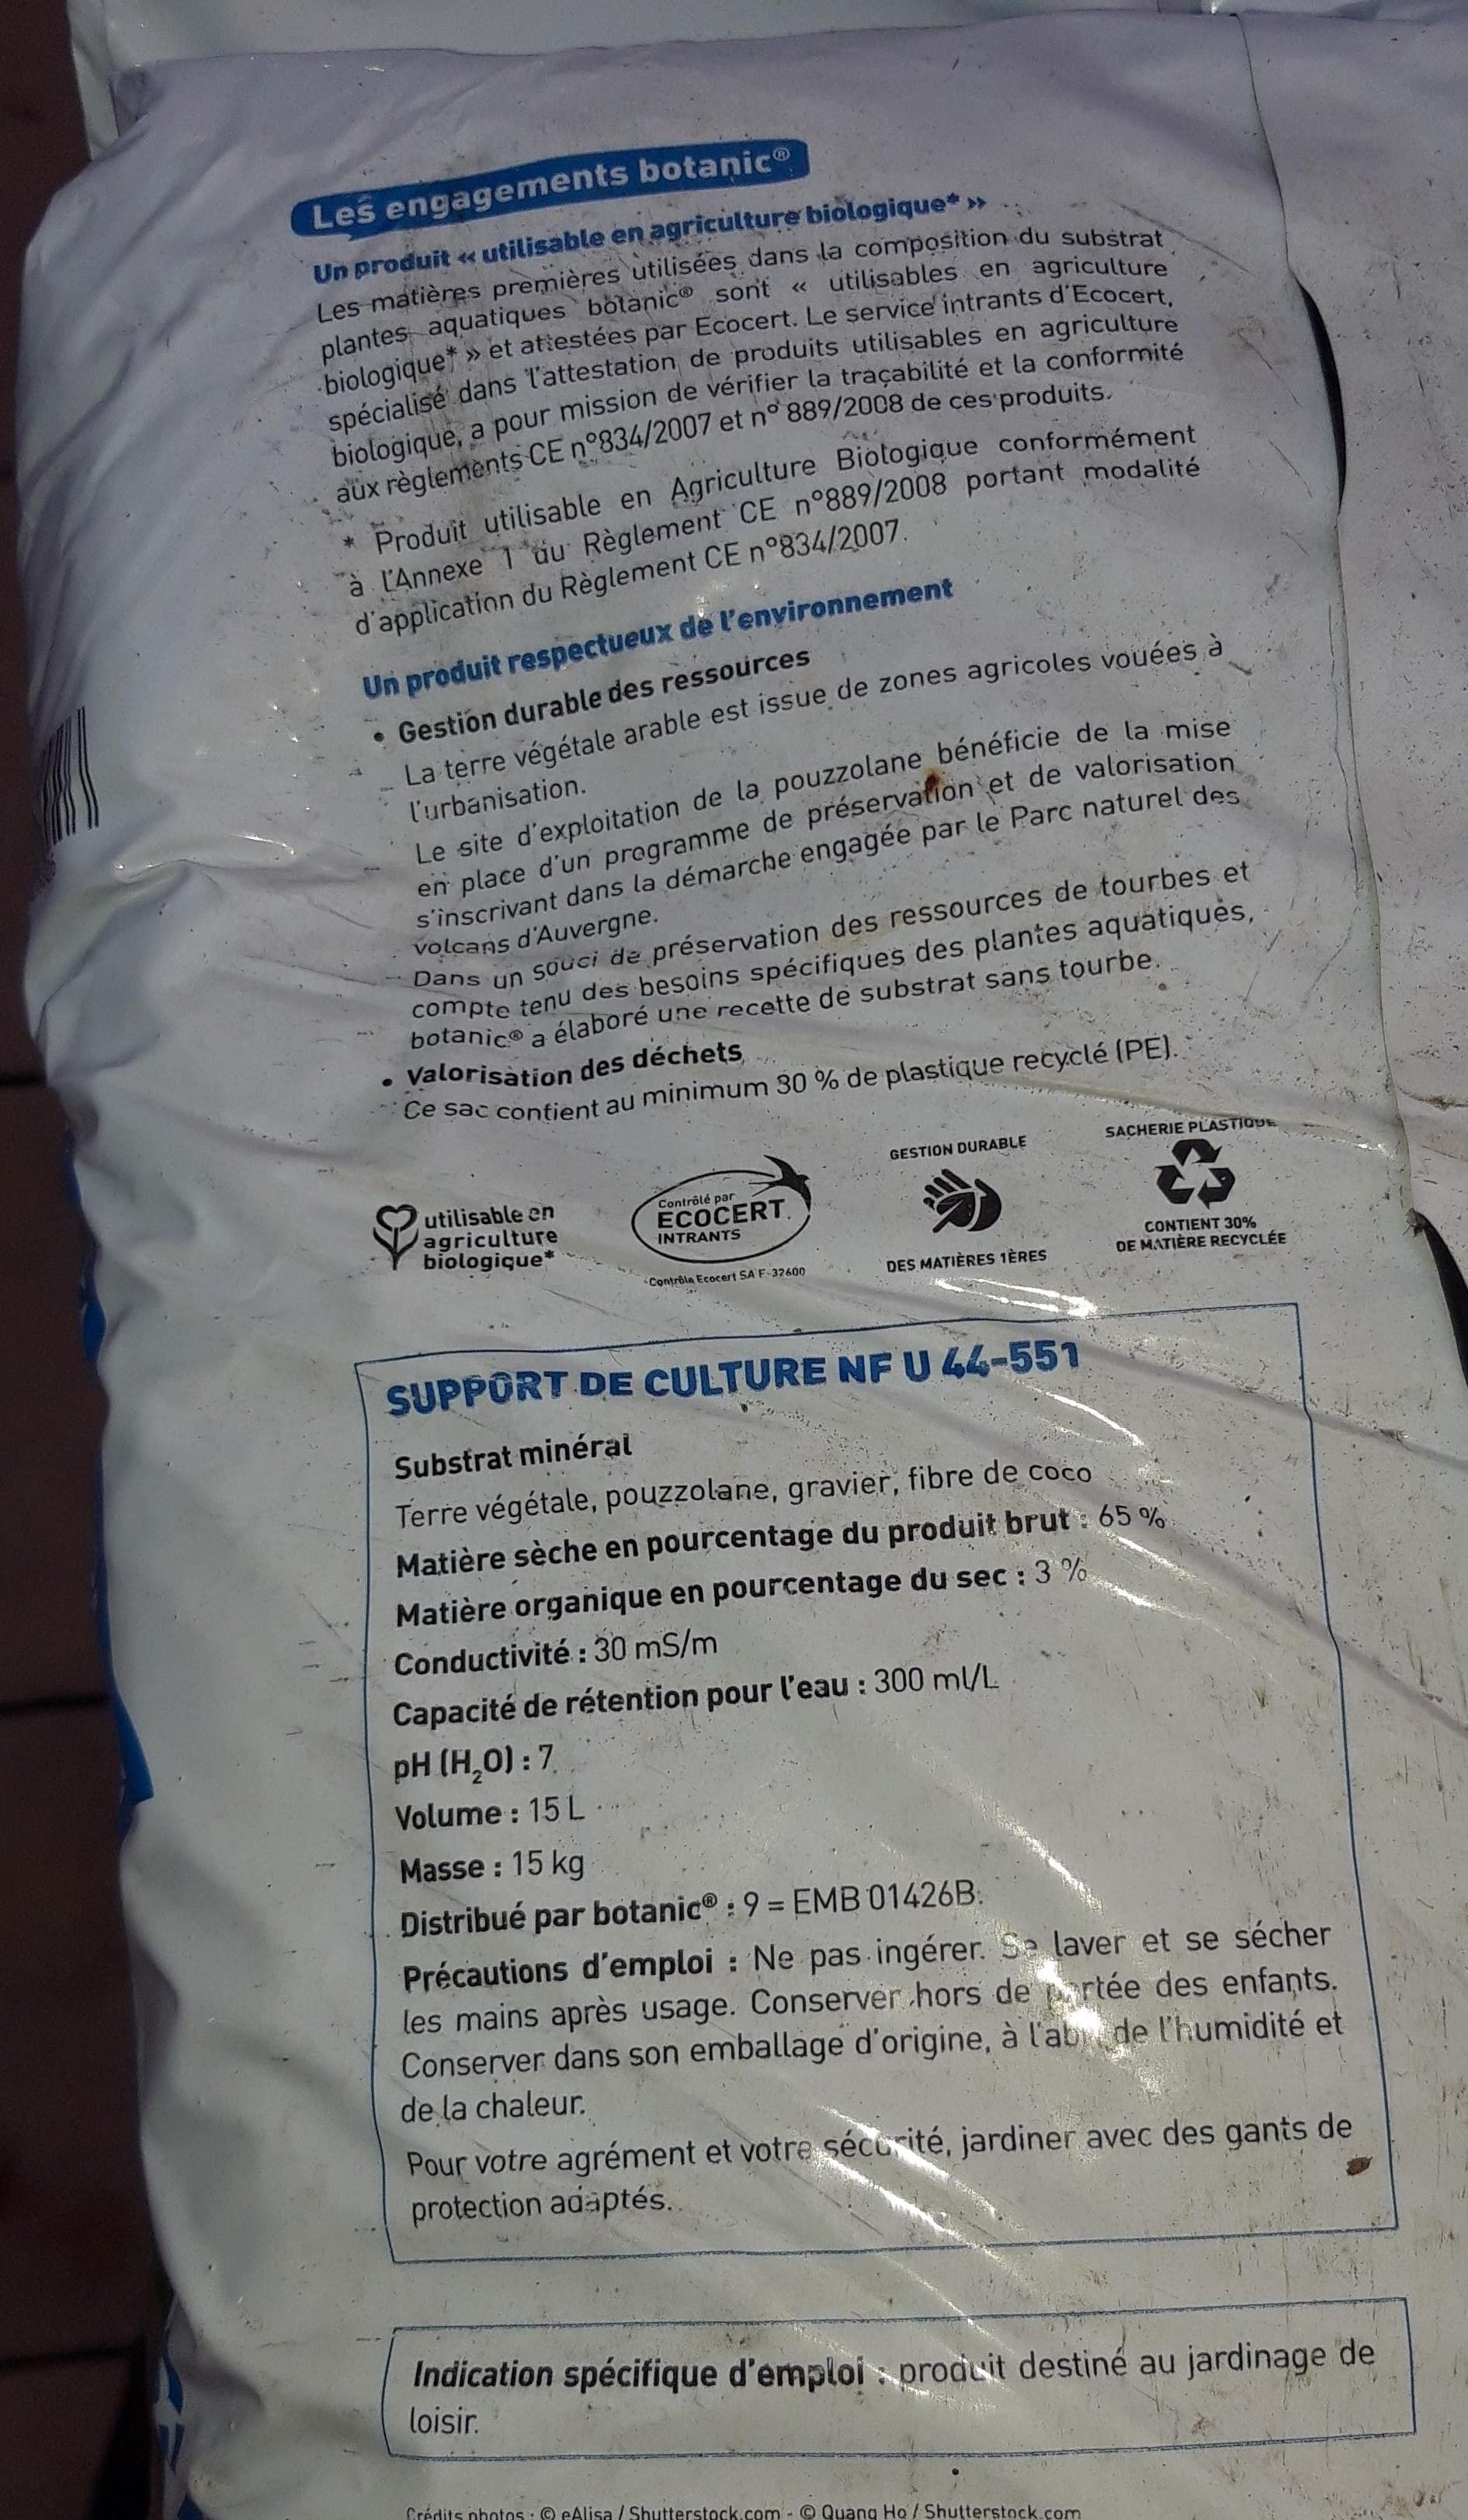 Les engagements botanic®
Un produit « utilisable en agriculture biologique* »
Les matières premières utilisées dans la composition du substrat
plantes aquatiques botanic® sont « utilisables en agriculture
biologique* » et attestées par Ecocert. Le service intrants d'Ecocert,
spécialisé dans l'attestation de produits utilisables en agriculture
biologique, a pour mission de vérifier la traçabilité et la conformité
aux règlements CE n°834/2007 et n° 889/2008 de ces produits.
* Produit utilisable en Agriculture Biologique conformément
à l'Annexe 1 du Règlement CE n°889/2008 portant modalité
d'application du Règlement CE n°834/2007.
Un produit respectueux de l'environnement
• Gestion durable des ressources
La terre végétale arable est issue de zones agricoles vouées à
l'urbanisation.
Le site d'exploitation de la pouzzolane bénéficie de la mise
en place d'un programme de préservation et de valorisation
s'inscrivant dans la démarche engagée par le Parc naturel des
volcans d'Auvergne.
Dans un souci de préservation des ressources de tourbes et
compte tenu des besoins spécifiques des plantes aquatiques,
botanic® a élaboré une recette de substrat sans tourbe.
• Valorisation des déchets
Ce sac contient au minimum 30 % de plastique recyclé (PE).
utilisable en
agriculture
biologique*
Contrôlé par
ECOCERT
INTRANTS
Contrôle Ecocert SA F-32600
GESTION DURABLE
DES MATIÈRES 1ÈRES
SACHERIE PLASTIQUE
CONTIENT 30%
DE MATIÈRE RECYCLÉE
SUPPORT DE CULTURE NF U 44-551
Substrat minéral
Terre végétale, pouzzolane, gravier, fibre de coco
Matière sèche en pourcentage du produit brut : 65 %
Matière organique en pourcentage du sec : 3 %
Conductivité : 30 mS/m
Capacité de rétention pour l'eau : 300 ml/L
pH (H₂O) : 7
Volume : 15 L
Masse : 15 kg
Distribué par botanic® : 9 = EMB 01426B.
Précautions d'emploi : Ne pas ingérer. Se laver et se sécher
les mains après usage. Conserver hors de portée des enfants.
Conserver dans son emballage d'origine, à l'abri de l'humidité et
de la chaleur.
Pour votre agrément et votre sécurité, jardiner avec des gants de
protection adaptés.
Indication spécifique d'emploi : produit destiné au jardinage de
loisir.
Crédits photos : © eAlisa / Shutterstock.com - © Quang Ho / Shutterstock.com